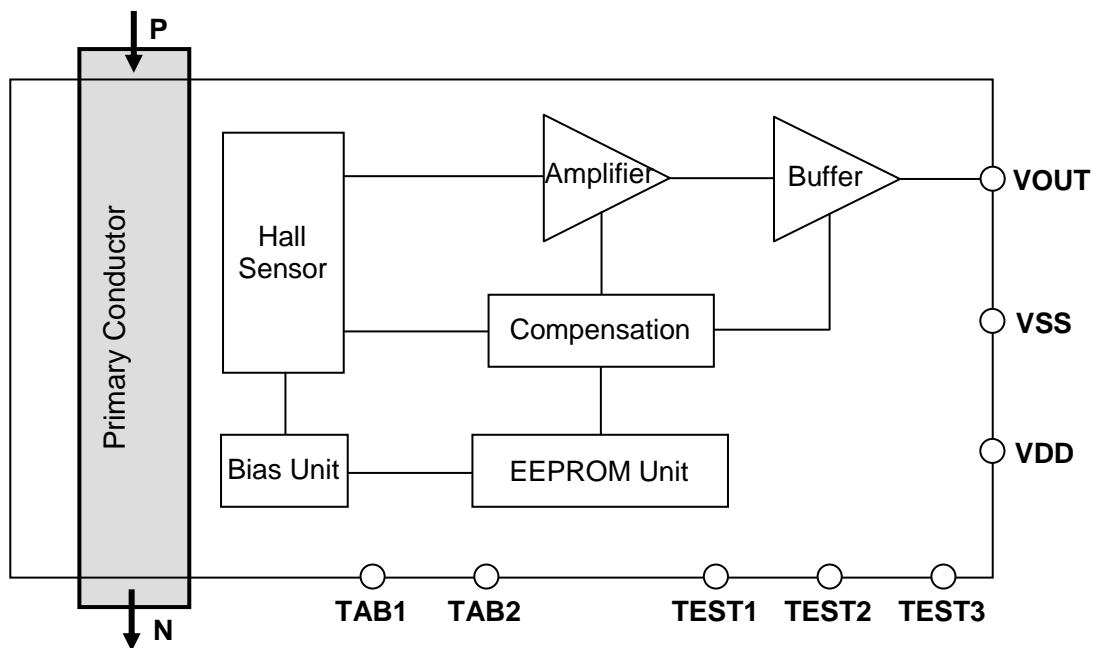 P
Primary Conductor
Hall
Sensor
Amplifier
Buffer
VOUT
Compensation
VSS
Bias Unit
EEPROM Unit
VDD
TAB1
TAB2
TEST1
TEST2
TEST3
N